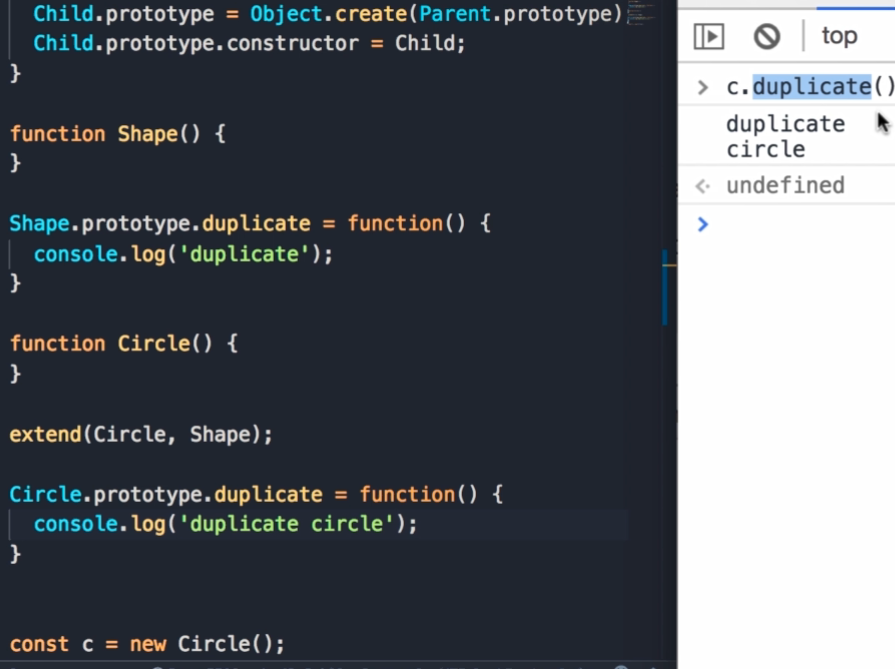 Child.prototype = Object.create(Parent.prototype)
Child.prototype.constructor = Child;
}
function Shape() {
}
Shape.prototype.duplicate = function() {
console.log('duplicate');
}
function Circle() {
}
extend(Circle, Shape);
Circle.prototype.duplicate = function() {
console.log('duplicate circle');
}
const c = new Circle();
top
> c.duplicate()
duplicate
circle
undefined
>